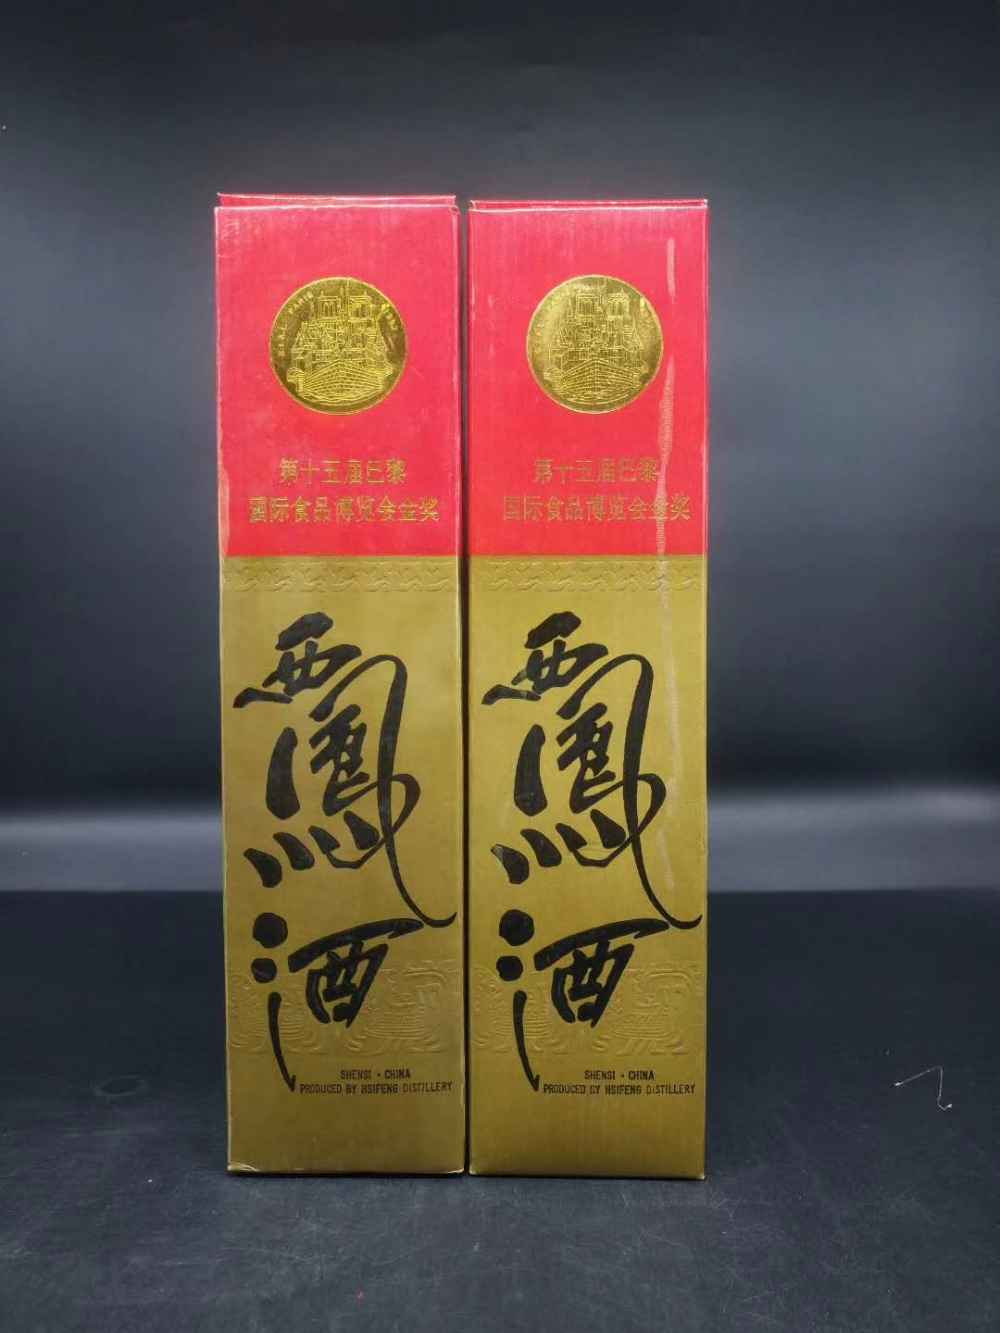 第十五届巴黎
国际食品博览会金奖
西鳳酒
SHENSI · CHINA
PRODUCED BY HSIFENG DISTILLERY
第十五届巴黎
国际食品博览会金奖
西鳳酒
SHENSI · CHINA
PRODUCED BY HSIFENG DISTILLERY